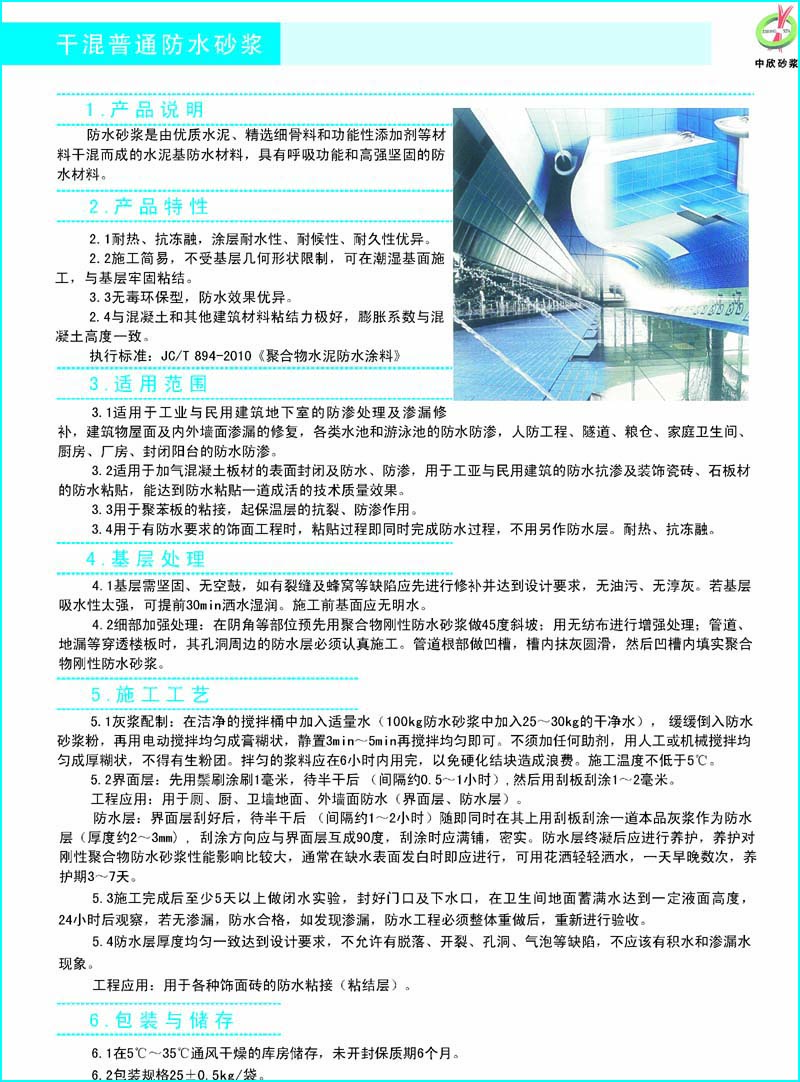 干混普通防水砂浆
中欣砂浆
1.产品说明
防水砂浆是由优质水泥、精选细骨料和功能性添加剂等材
料干混而成的水泥基防水材料，具有呼吸功能和高强坚固的防
水材料。
2.产品特性
2.1耐热、抗冻融，涂层耐水性、耐候性、耐久性优异。
2.2施工简易，不受基层几何形状限制，可在潮湿基面施
工，与基层牢固粘结。
3.3无毒环保型，防水效果优异。
2.4与混凝土和其他建筑材料粘结力极好，膨胀系数与混
凝土高度一致。
执行标准：JC/T 894-2010《聚合物水泥防水涂料》
3.适用范围
3.1适用于工业与民用建筑地下室的防渗处理及渗漏修
补，建筑物屋面及内外墙面渗漏的修复，各类水池和游泳池的防水防渗，人防工程、隧道、粮仓、家庭卫生间、
厨房、厂房、封闭阳台的防水防渗。
3.2适用于加气混凝土板材的表面封闭及防水、防渗，用于工亚与民用建筑的防水抗渗及装饰瓷砖、石板材
的防水粘贴，能达到防水粘贴一道成活的技术质量效果。
3.3用于聚苯板的粘接，起保温层的抗裂、防渗作用。
3.4用于有防水要求的饰面工程时，粘贴过程即同时完成防水过程，不用另作防水层。耐热、抗冻融。
4.基层处理
4.1基层需坚固、无空鼓，如有裂缝及蜂窝等缺陷应先进行修补并达到设计要求，无油污、无淳灰。若基层
吸水性太强，可提前30min洒水湿润。施工前基面应无明水。
4.2细部加强处理：在阴角等部位预先用聚合物刚性防水砂浆做45度斜坡；用无纺布进行增强处理；管道、
地漏等穿透楼板时，其孔洞周边的防水层必须认真施工。管道根部做凹槽，槽内抹灰圆滑，然后凹槽内填实聚合
物刚性防水砂浆。
5.施工工艺
5.1灰浆配制：在洁净的搅拌桶中加入适量水（100kg防水砂浆中加入25～30kg的干净水），缓缓倒入防水
砂浆粉，再用电动搅拌均匀成膏糊状，静置3min～5min再搅拌均匀即可。不须加任何助剂，用人工或机械搅拌均
匀成厚糊状，不得有生粉团。拌匀的浆料应在6小时内用完，以免硬化结块造成浪费。施工温度不低于5℃。
5.2界面层：先用鬃刷涂刷1毫米，待半干后（间隔约0.5～1小时）,然后用刮板刮涂1～2毫米。
工程应用：用于厕、厨、卫墙地面、外墙面防水（界面层、防水层）。
防水层：界面层刮好后，待半干后（间隔约1～2小时）随即同时在其上用刮板刮涂一道本品灰浆作为防水
层（厚度约2～3mm），刮涂方向应与界面层互成90度，刮涂时应满铺，密实。防水层终凝后应进行养护，养护对
刚性聚合物防水砂浆性能影响比较大，通常在缺水表面发白时即应进行，可用花洒轻轻洒水，一天早晚数次，养
护期3～7天。
5.3施工完成后至少5天以上做闭水实验，封好门口及下水口，在卫生间地面蓄满水达到一定液面高度，
24小时后观察，若无渗漏，防水合格，如发现渗漏，防水工程必须整体重做后，重新进行验收。
5.4防水层厚度均匀一致达到设计要求，不允许有脱落、开裂、孔洞、气泡等缺陷，不应该有积水和渗漏水
现象。
工程应用：用于各种饰面砖的防水粘接（粘结层）。
6.包装与储存
6.1在5℃～35℃通风干燥的库房储存，未开封保质期6个月。
6.2包装规格25±0.5kg/袋。